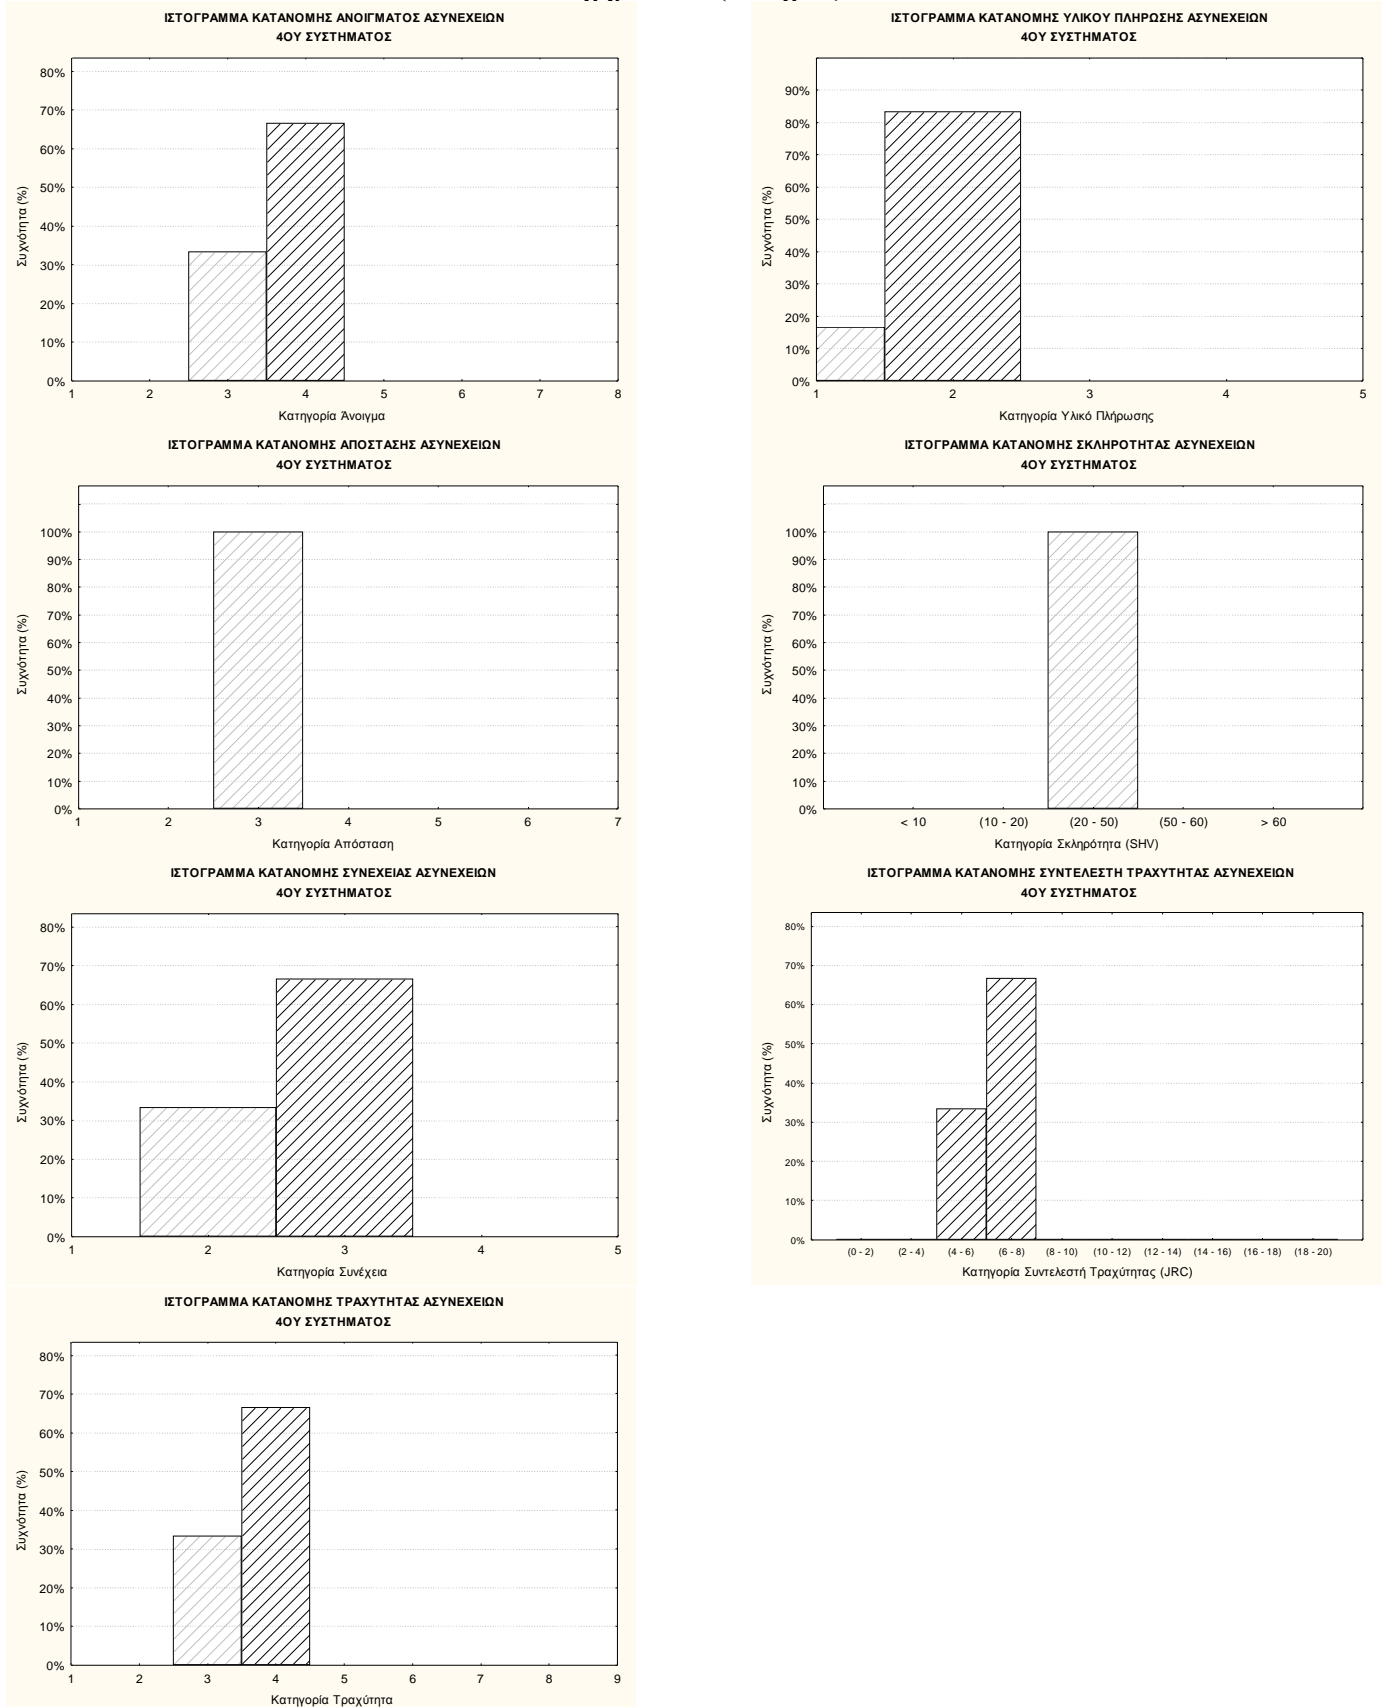 ΙΣΤΟΓΡΑΜΜΑ ΚΑΤΑΝΟΜΗΣ ΑΝΟΙΓΜΑΤΟΣ ΑΣΥΝΕΧΕΙΩΝ
4ΟΥ ΣΥΣΤΗΜΑΤΟΣ
80%
70%
60%
50%
40%
30%
20%
10%
0%
Συχνότητα (%)
1 2 3 4 5 6 7 8
Κατηγορία Άνοιγμα
ΙΣΤΟΓΡΑΜΜΑ ΚΑΤΑΝΟΜΗΣ ΥΛΙΚΟΥ ΠΛΗΡΩΣΗΣ ΑΣΥΝΕΧΕΙΩΝ
4ΟΥ ΣΥΣΤΗΜΑΤΟΣ
90%
80%
70%
60%
50%
40%
30%
20%
10%
0%
Συχνότητα (%)
1 2 3 4 5
Κατηγορία Υλικό Πλήρωσης
ΙΣΤΟΓΡΑΜΜΑ ΚΑΤΑΝΟΜΗΣ ΑΠΟΣΤΑΣΗΣ ΑΣΥΝΕΧΕΙΩΝ
4ΟΥ ΣΥΣΤΗΜΑΤΟΣ
100%
90%
80%
70%
60%
50%
40%
30%
20%
10%
0%
Συχνότητα (%)
1 2 3 4 5 6 7
Κατηγορία Απόσταση
ΙΣΤΟΓΡΑΜΜΑ ΚΑΤΑΝΟΜΗΣ ΣΚΛΗΡΟΤΗΤΑΣ ΑΣΥΝΕΧΕΙΩΝ
4ΟΥ ΣΥΣΤΗΜΑΤΟΣ
100%
90%
80%
70%
60%
50%
40%
30%
20%
10%
0%
Συχνότητα (%)
< 10 (10 - 20) (20 - 50) (50 - 60) > 60
Κατηγορία Σκληρότητα (SHV)
ΙΣΤΟΓΡΑΜΜΑ ΚΑΤΑΝΟΜΗΣ ΣΥΝΕΧΕΙΑΣ ΑΣΥΝΕΧΕΙΩΝ
4ΟΥ ΣΥΣΤΗΜΑΤΟΣ
80%
70%
60%
50%
40%
30%
20%
10%
0%
Συχνότητα (%)
1 2 3 4 5
Κατηγορία Συνέχεια
ΙΣΤΟΓΡΑΜΜΑ ΚΑΤΑΝΟΜΗΣ ΣΥΝΤΕΛΕΣΤΗ ΤΡΑΧΥΤΗΤΑΣ ΑΣΥΝΕΧΕΙΩΝ
4ΟΥ ΣΥΣΤΗΜΑΤΟΣ
80%
70%
60%
50%
40%
30%
20%
10%
0%
Συχνότητα (%)
(0 - 2) (2 - 4) (4 - 6) (6 - 8) (8 - 10) (10 - 12) (12 - 14) (14 - 16) (16 - 18) (18 - 20)
Κατηγορία Συντελεστή Τραχύτητας (JRC)
ΙΣΤΟΓΡΑΜΜΑ ΚΑΤΑΝΟΜΗΣ ΤΡΑΧΥΤΗΤΑΣ ΑΣΥΝΕΧΕΙΩΝ
4ΟΥ ΣΥΣΤΗΜΑΤΟΣ
80%
70%
60%
50%
40%
30%
20%
10%
0%
Συχνότητα (%)
1 2 3 4 5 6 7 8 9
Κατηγορία Τραχύτητα